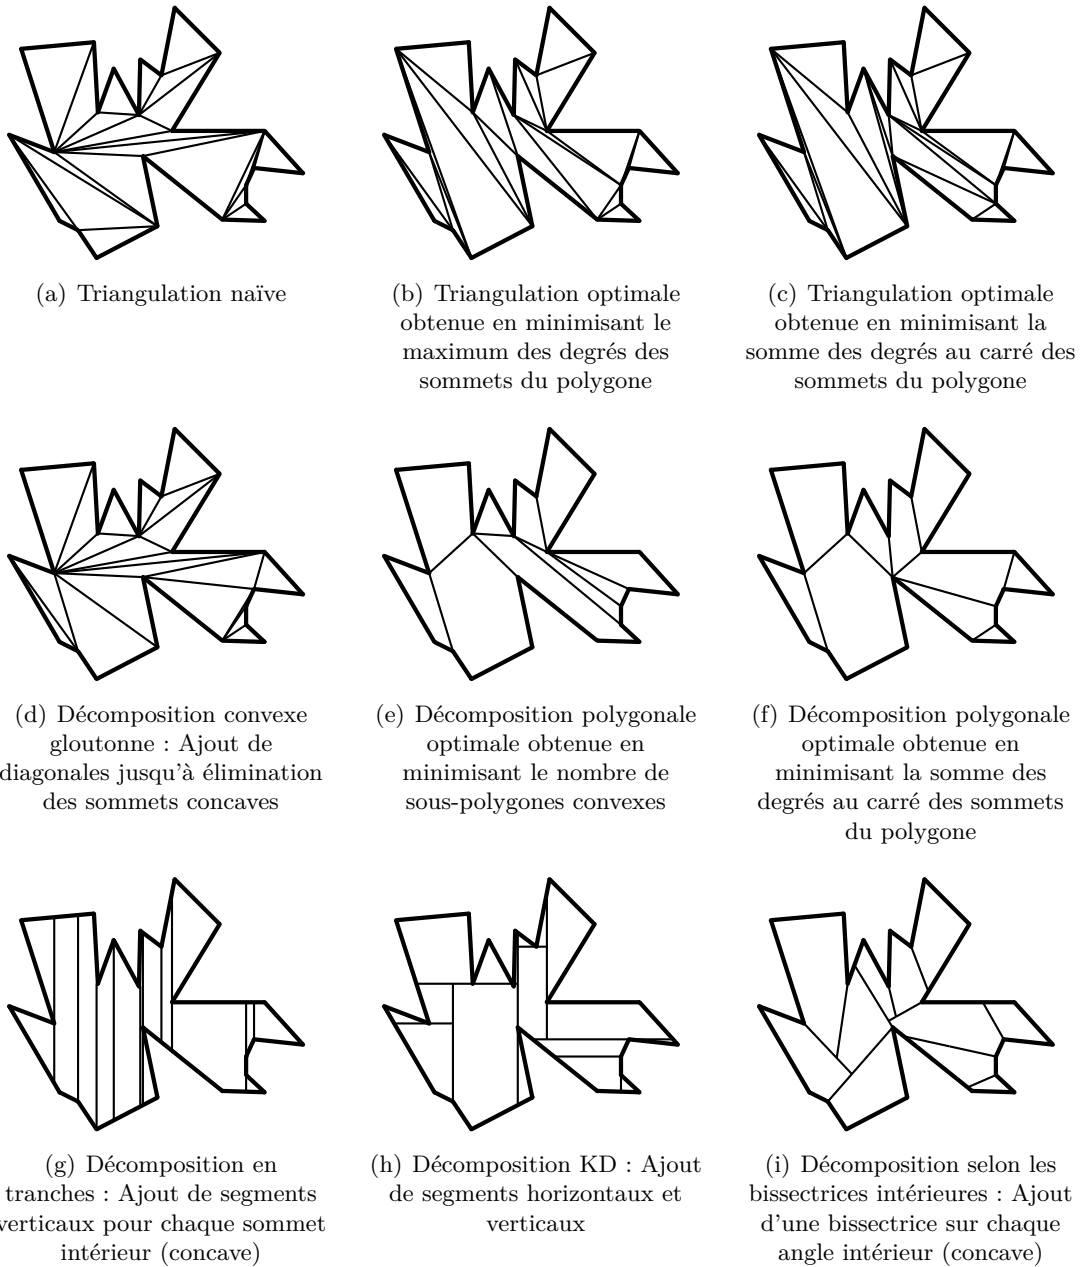 (a) Triangulation naïve
(b) Triangulation optimale
obtenue en minimisant le
maximum des degrés des
sommets du polygone
(c) Triangulation optimale
obtenue en minimisant la
somme des degrés au carré des
sommets du polygone
(d) Décomposition convexe
gloutonne : Ajout de
diagonales jusqu'à élimination
des sommets concaves
(e) Décomposition polygonale
optimale obtenue en
minimisant le nombre de
sous-polygones convexes
(f) Décomposition polygonale
optimale obtenue en
minimisant la somme des
degrés au carré des sommets
du polygone
(g) Décomposition en
tranches : Ajout de segments
verticaux pour chaque sommet
intérieur (concave)
(h) Décomposition KD : Ajout
de segments horizontaux et
verticaux
(i) Décomposition selon les
bissectrices intérieures : Ajout
d'une bissectrice sur chaque
angle intérieur (concave)